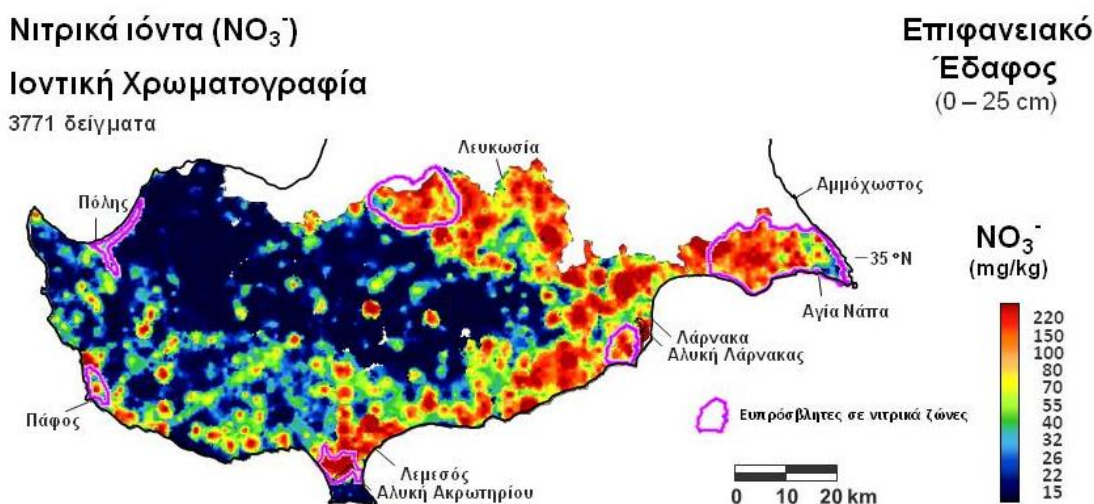 Νιτρικά ιόντα (NO₃⁻)
Ιοντική Χρωματογραφία
3771 δείγματα
Επιφανειακό
Έδαφος
(0 – 25 cm)
Λευκωσία
Πόλης
Αμμόχωστος
35 °N
Αγία Νάπα
Λάρνακα
Αλυκή Λάρνακας
Πάφος
Λεμεσός
Αλυκή Ακρωτηρίου
Ευπρόσβλητες σε νιτρικά ζώνες
0 10 20 km
NO₃⁻
(mg/kg)
220
150
100
80
70
55
40
32
26
22
15